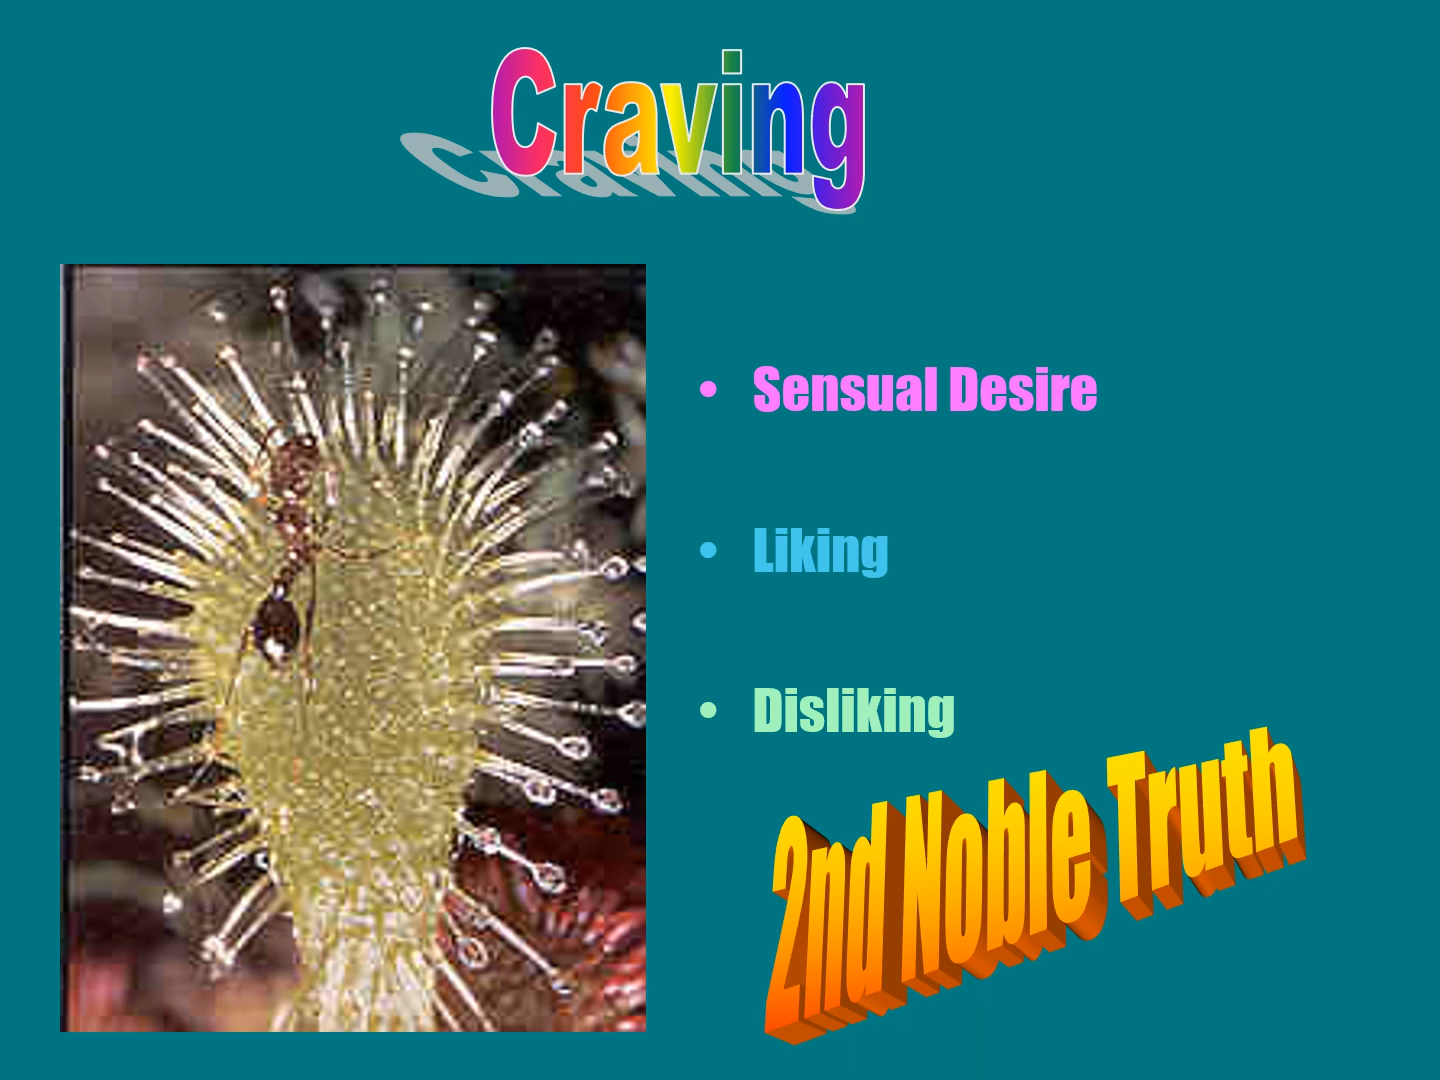 Craving
• Sensual Desire
• Liking
• Disliking
2nd Noble Truth